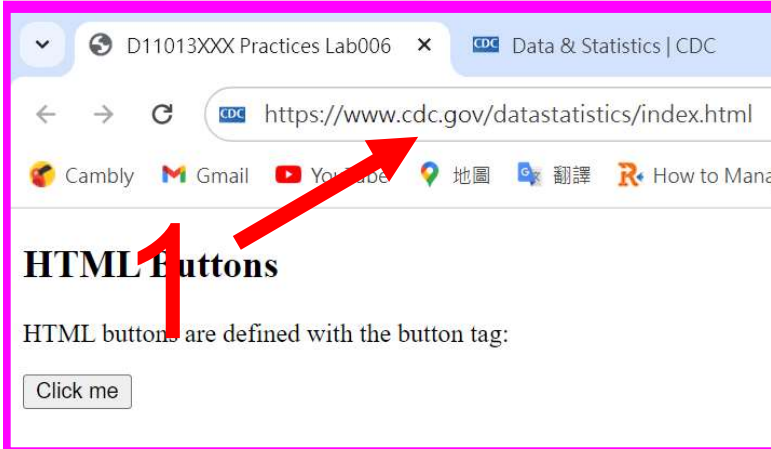 D11013XXX Practices Lab006 CDC Data & Statistics | CDC
CDC https://www.cdc.gov/datastatistics/index.html
Cambly Gmail YouTube 地圖 翻譯 How to Mana
1
HTML Buttons
HTML buttons are defined with the button tag:
Click me